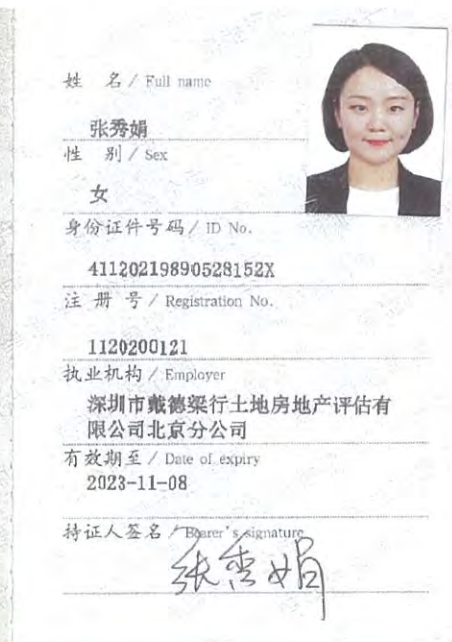 姓 名 / Full name
张秀娟
性 别 / Sex
女
身份证件号码 / ID No.
41120219890528152X
注 册 号 / Registration No.
1120200121
执业机构 / Employer
深圳市戴德梁行土地房地产评估有
限公司北京分公司
有效期至 / Date of expiry
2023-11-08
持证人签名 / Bearer's signature
张秀娟